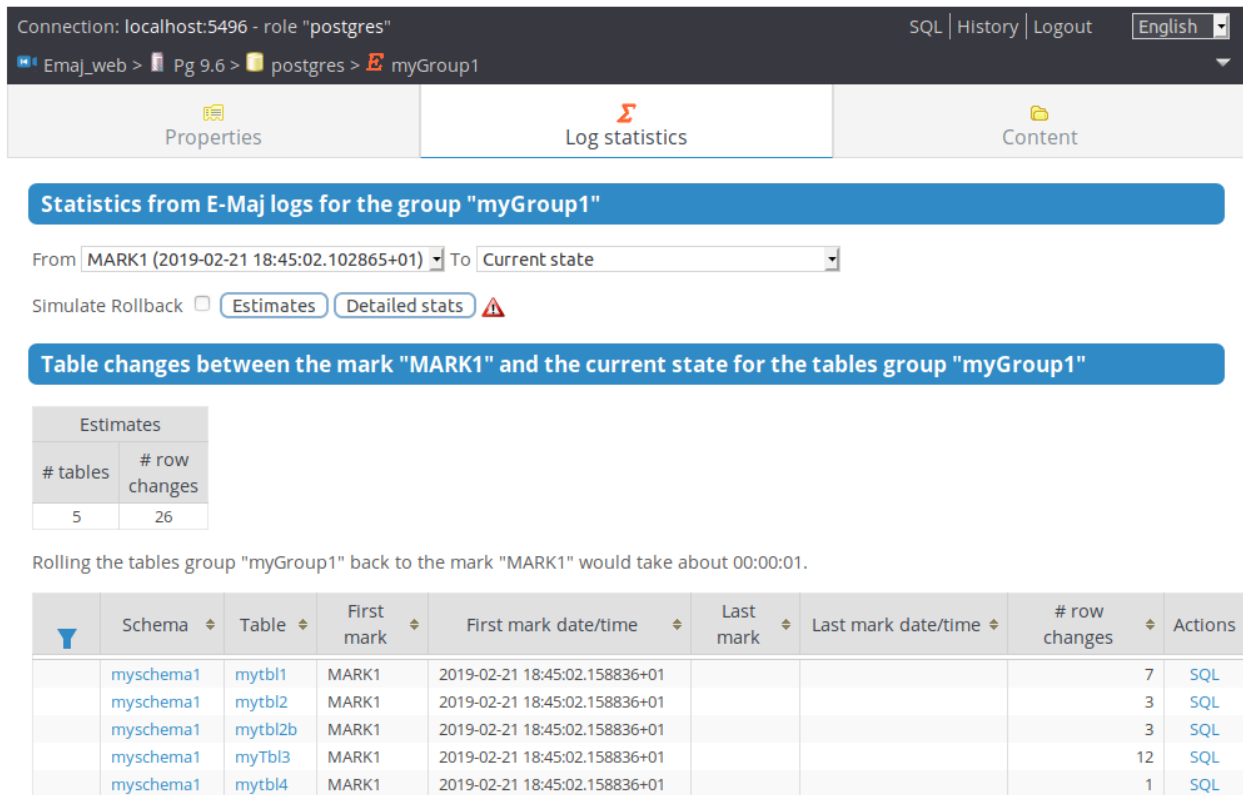 Connection: localhost:5496 - role "postgres" SQL | History | Logout English
Emaj_web > Pg 9.6 > postgres > E myGroup1
Properties Log statistics Content
Statistics from E-Maj logs for the group "myGroup1"
From MARK1 (2019-02-21 18:45:02.102865+01) To Current state
Simulate Rollback Estimates Detailed stats
Table changes between the mark "MARK1" and the current state for the tables group "myGroup1"
Estimates
# tables # row changes
5 26
Rolling the tables group "myGroup1" back to the mark "MARK1" would take about 00:00:01.
Schema Table First mark First mark date/time Last mark Last mark date/time # row changes Actions
myschema1 mytbl1 MARK1 2019-02-21 18:45:02.158836+01 7 SQL
myschema1 mytbl2 MARK1 2019-02-21 18:45:02.158836+01 3 SQL
myschema1 mytbl2b MARK1 2019-02-21 18:45:02.158836+01 3 SQL
myschema1 myTbl3 MARK1 2019-02-21 18:45:02.158836+01 12 SQL
myschema1 mytbl4 MARK1 2019-02-21 18:45:02.158836+01 1 SQL